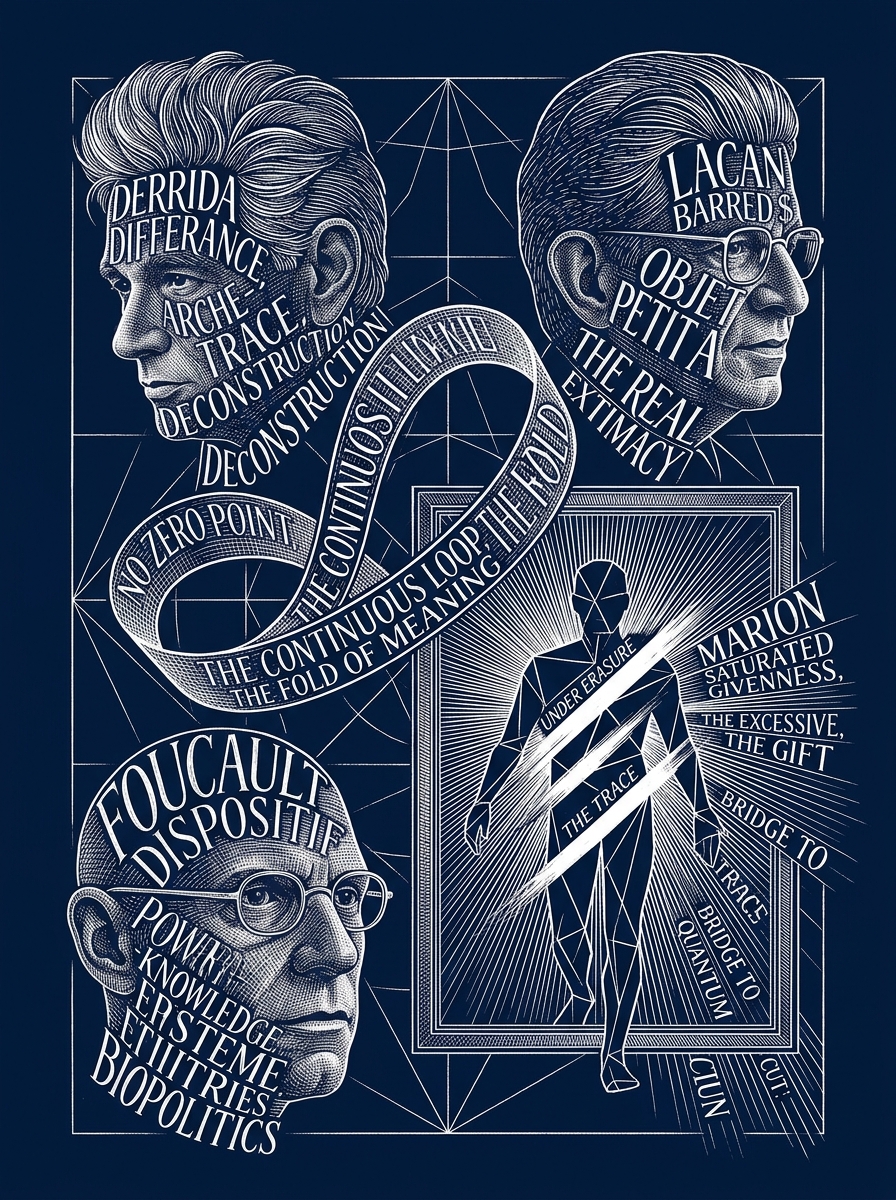 DERRIDA
DIFFERANCE,
ARCHE-,
TRACE,
DECONSTRUCTION
DECONSTRUCTION
LACAN
BARRED $
OBJET
PETIT A
THE REAL
EXTIMACY
NO ZERO POINT,
THE CONTINUOS
THE CONTINUOUS LOOP, THE FOLD
THE FOLD OF MEANING
UNDER ERASURE
THE TRACE
MARION
SATURATED
GIVENNESS,
THE EXCESSIVE,
THE GIFT
BRIDGE TO
TRACE
BRIDGE TO
QUANTUM
CUT:
FOUCAULT
DISPOSITIF
KNOWLEDGE,
EPISTEME
BIOPOLITICS